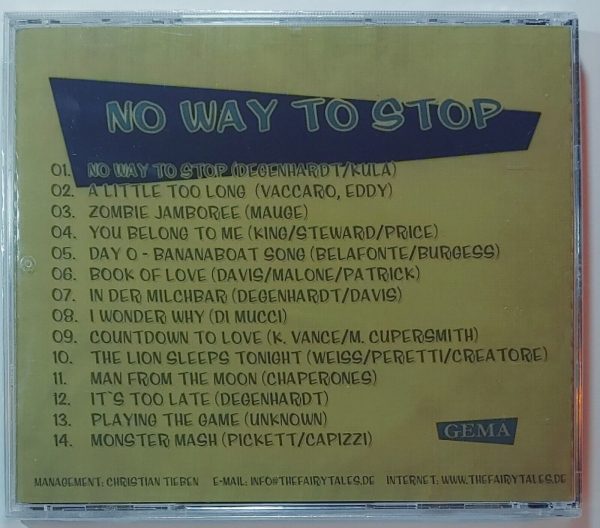 NO WAY TO STOP
01. NO WAY TO STOP (DEGENHARDT/KULA)
02. A LITTLE TOO LONG (VACCARO, EDDY)
03. ZOMBIE JAMBOREE (MAUGE)
04. YOU BELONG TO ME (KING/STEWARD/PRICE)
05. DAY O - BANANABOAT SONG (BELAFONTE/BURGESS)
06. BOOK OF LOVE (DAVIS/MALONE/PATRICK)
07. IN DER MILCHBAR (DEGENHARDT/DAVIS)
08. I WONDER WHY (DI MUCCI)
09. COUNTDOWN TO LOVE (K. VANCE/M. CUPERSMITH)
10. THE LION SLEEPS TONIGHT (WEISS/PERETTI/CREATORE)
11. MAN FROM THE MOON (CHAPERONES)
12. IT`S TOO LATE (DEGENHARDT)
13. PLAYING THE GAME (UNKNOWN)
14. MONSTER MASH (PICKETT/CAPIZZI)
GEMA
MANAGEMENT: CHRISTIAN TIEBEN E-MAIL: INFO@THEFAIRYTALES.DE INTERNET: WWW.THEFAIRYTALES.DE